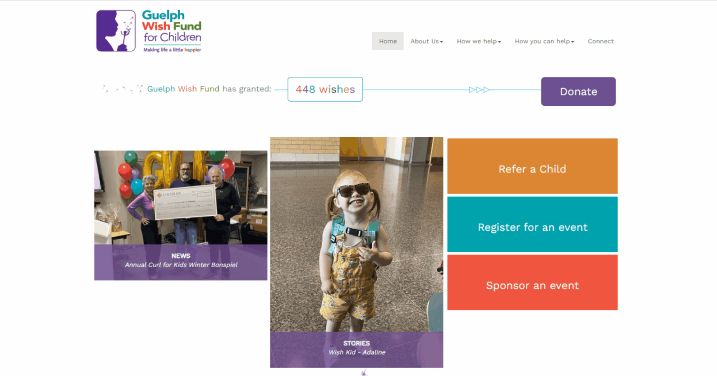 Guelph
Wish Fund
for Children
Making life a little happier
Home
About Us
How we help
How you can help
Connect
Guelph Wish Fund has granted:
448 wishes
Donate
NEWS
Annual Curl for Kids Winter Bonspiel
STORIES
Wish Kid - Adaline
Refer a Child
Register for an event
Sponsor an event